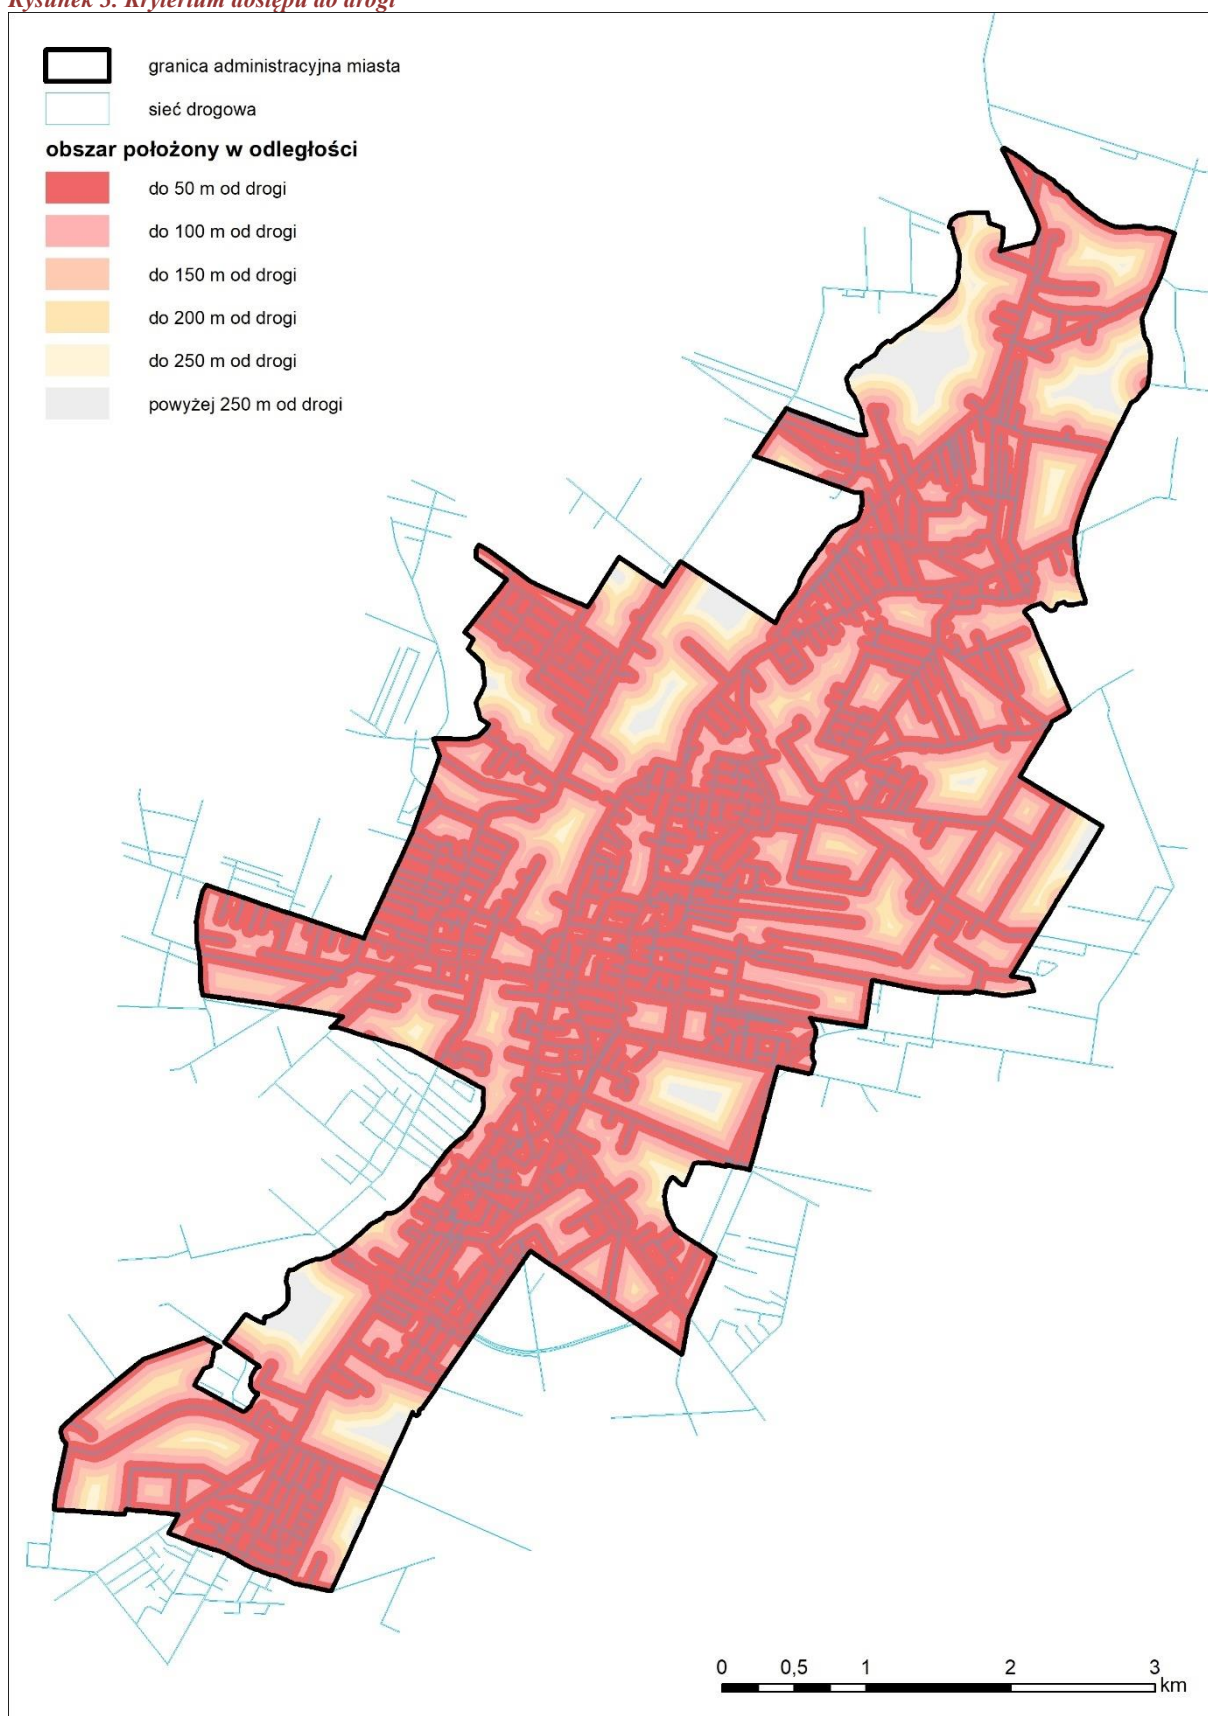 Rysunek 3. Kryterium dostępu do drogi
granica administracyjna miasta
sieć drogowa
obszar położony w odległości
do 50 m od drogi
do 100 m od drogi
do 150 m od drogi
do 200 m od drogi
do 250 m od drogi
powyżej 250 m od drogi
0 0,5 1 2 3
km